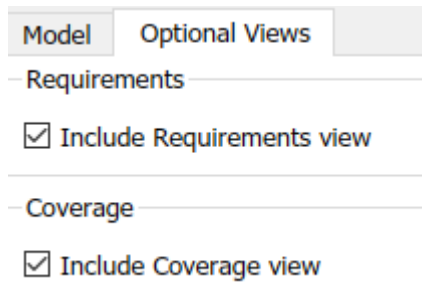 Model Optional Views
Requirements
Include Requirements view
Coverage
Include Coverage view